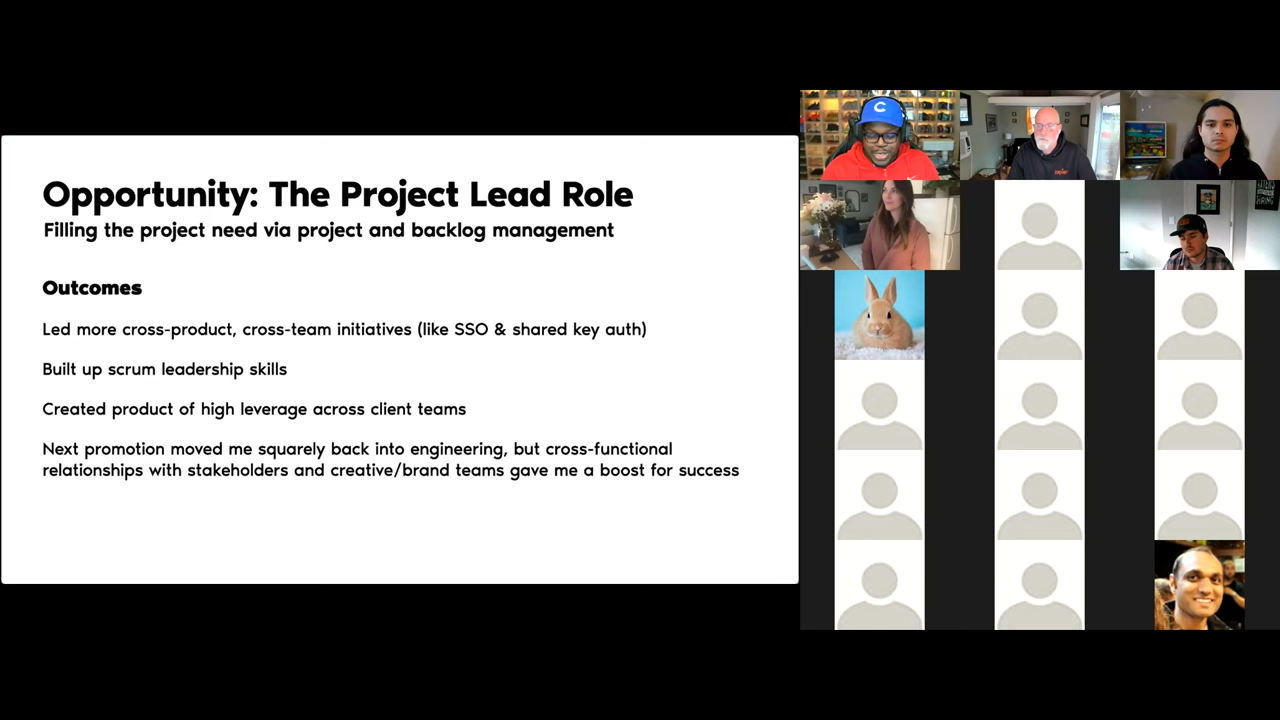 Opportunity: The Project Lead Role
Filling the project need via project and backlog management
Outcomes
Led more cross-product, cross-team initiatives (like SSO & shared key auth)
Built up scrum leadership skills
Created product of high leverage across client teams
Next promotion moved me squarely back into engineering, but cross-functional
relationships with stakeholders and creative/brand teams gave me a boost for success
C